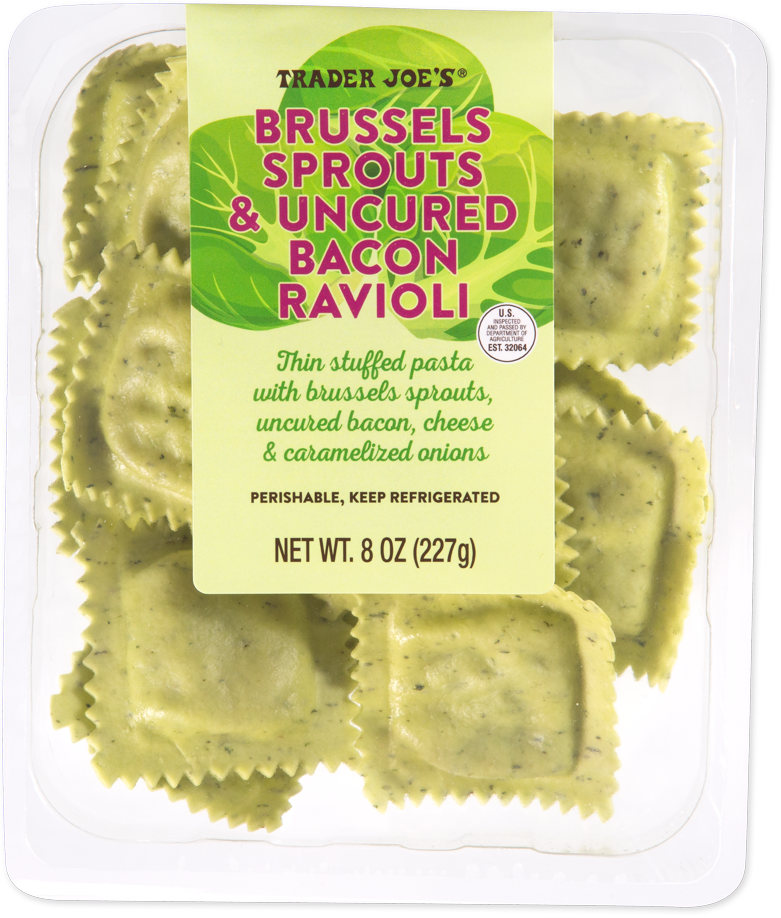 TRADER JOE'S®
BRUSSELS
SPROUTS
& UNCURED
BACON
RAVIOLI
U.S.
INSPECTED
AND PASSED BY
DEPARTMENT OF
AGRICULTURE
EST. 32064
Thin stuffed pasta
with brussels sprouts,
uncured bacon, cheese
& caramelized onions
PERISHABLE, KEEP REFRIGERATED
NET WT. 8 OZ (227g)